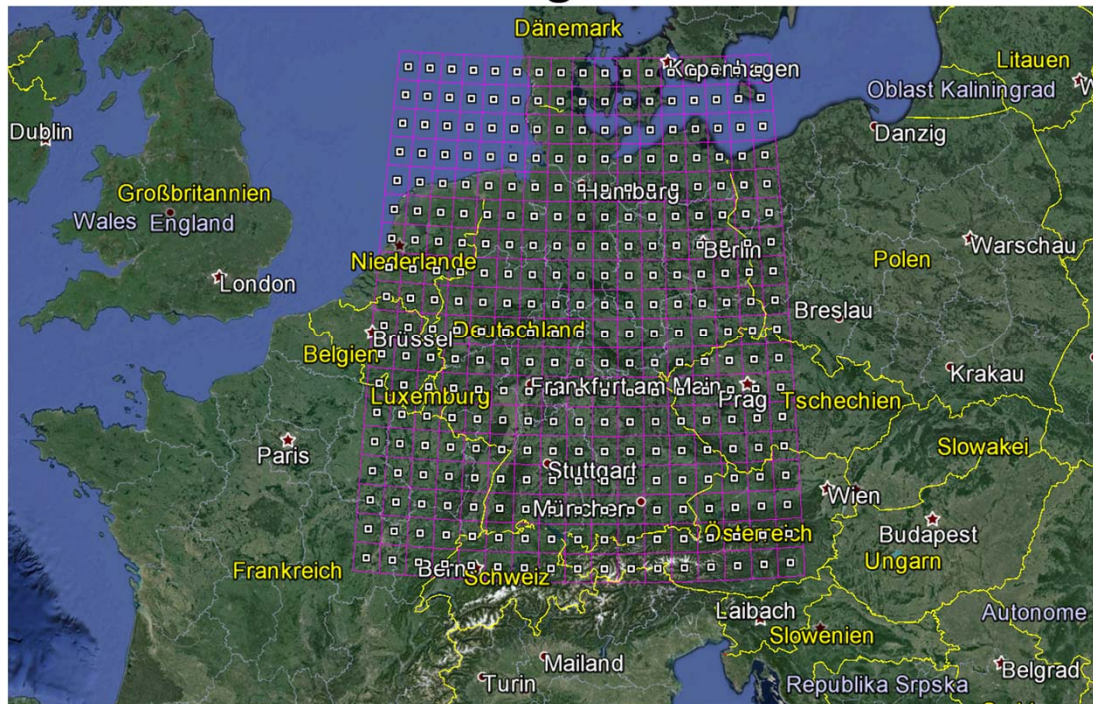 Dänemark
Kopenhagen
Litauen
Oblast Kaliningrad
Dublin
Danzig
Großbritannien
Hamburg
Wales England
Warschau
Berlin
Niederlande
Polen
London
Breslau
Deutschland
Brüssel
Belgien
Krakau
Frankfurt am Main
Luxemburg
Prag
Tschechien
Slowakei
Paris
Stuttgart
Wien
München
Österreich
Budapest
Ungarn
Frankreich
Bern
Schweiz
Laibach
Autonome
Slowenien
Mailand
Belgrad
Turin
Republika Srpska